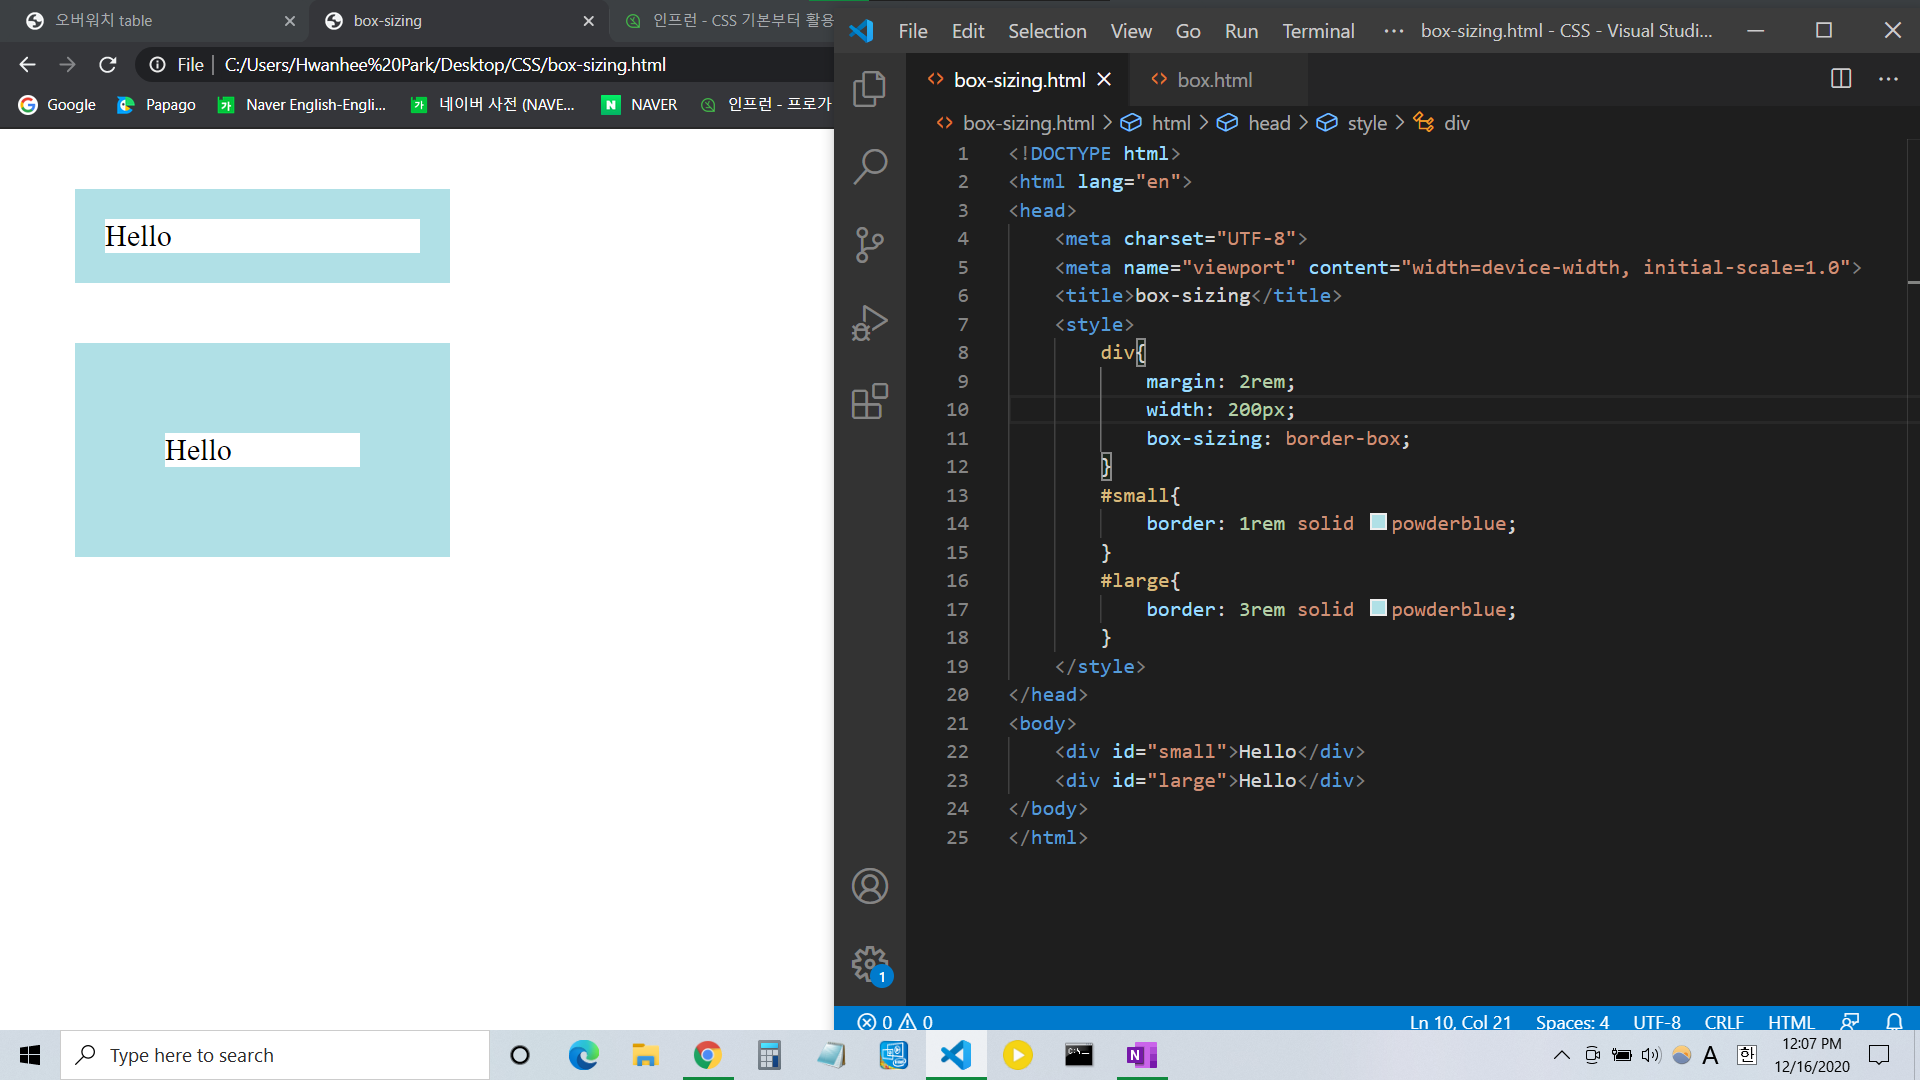 오버워치 table
box-sizing
인프런 - CSS 기본부터 활용
File
C:/Users/Hwanhee%20Park/Desktop/CSS/box-sizing.html
Google
Papago
Naver English-Engli...
네이버 사전 (NAVE...
NAVER
인프런 - 프로가
Hello
Hello
File Edit Selection View Go Run Terminal ... box-sizing.html - CSS - Visual Studi...
box-sizing.html
box.html
box-sizing.html > html > head > style > div
1 <!DOCTYPE html>
2 <html lang="en">
3 <head>
4 <meta charset="UTF-8">
5 <meta name="viewport" content="width=device-width, initial-scale=1.0">
6 <title>box-sizing</title>
7 <style>
8 div{
9 margin: 2rem;
10 width: 200px;
11 box-sizing: border-box;
12 }
13 #small{
14 border: 1rem solid powderblue;
15 }
16 #large{
17 border: 3rem solid powderblue;
18 }
19 </style>
20 </head>
21 <body>
22 <div id="small">Hello</div>
23 <div id="large">Hello</div>
24 </body>
25 </html>
1
0 0
Ln 10, Col 21 Spaces: 4 UTF-8 CRLF HTML
Type here to search
A
한
12:07 PM
12/16/2020